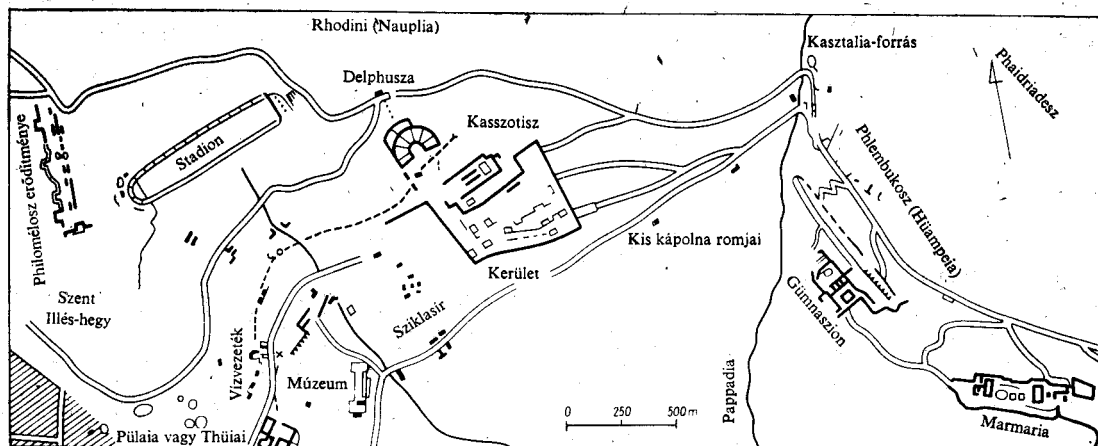 Rhodini (Nauplia)
Kasztalia-forrás
Delphusza
Phaidriadesz
Kasszotisz
Philomélosz erődítménye
Stadion
Phlembukosz (Hüampeia)
Kis kápolna romjai
Kerület
Gümnaszion
Szent
Illés-hegy
Sziklasír
Vízvezeték
Múzeum
Pappadia
0 250 500 m
Marmaria
Pülaia vagy Thüiai